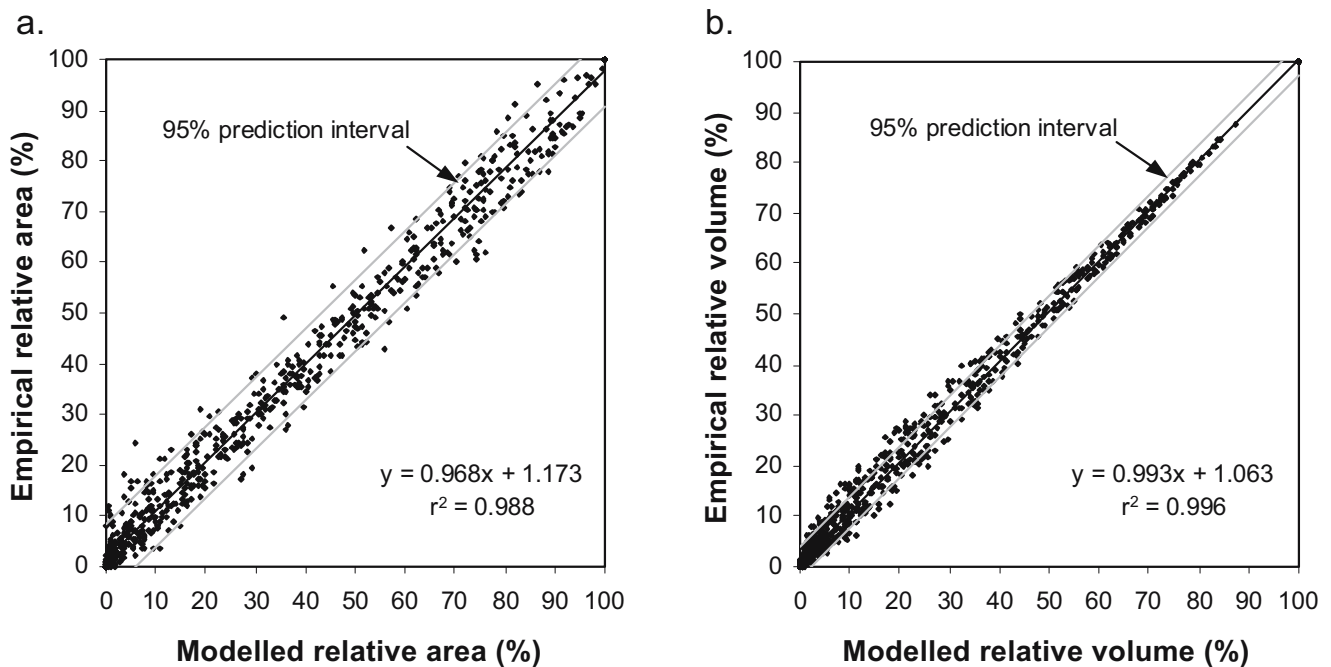 a.
100
90
80
70
60
50
40
30
20
10
0
Empirical relative area (%)
95% prediction interval
y = 0.968x + 1.173
r² = 0.988
0 10 20 30 40 50 60 70 80 90 100
Modelled relative area (%)
b.
100
90
80
70
60
50
40
30
20
10
0
Empirical relative volume (%)
95% prediction interval
y = 0.993x + 1.063
r² = 0.996
0 10 20 30 40 50 60 70 80 90 100
Modelled relative volume (%)